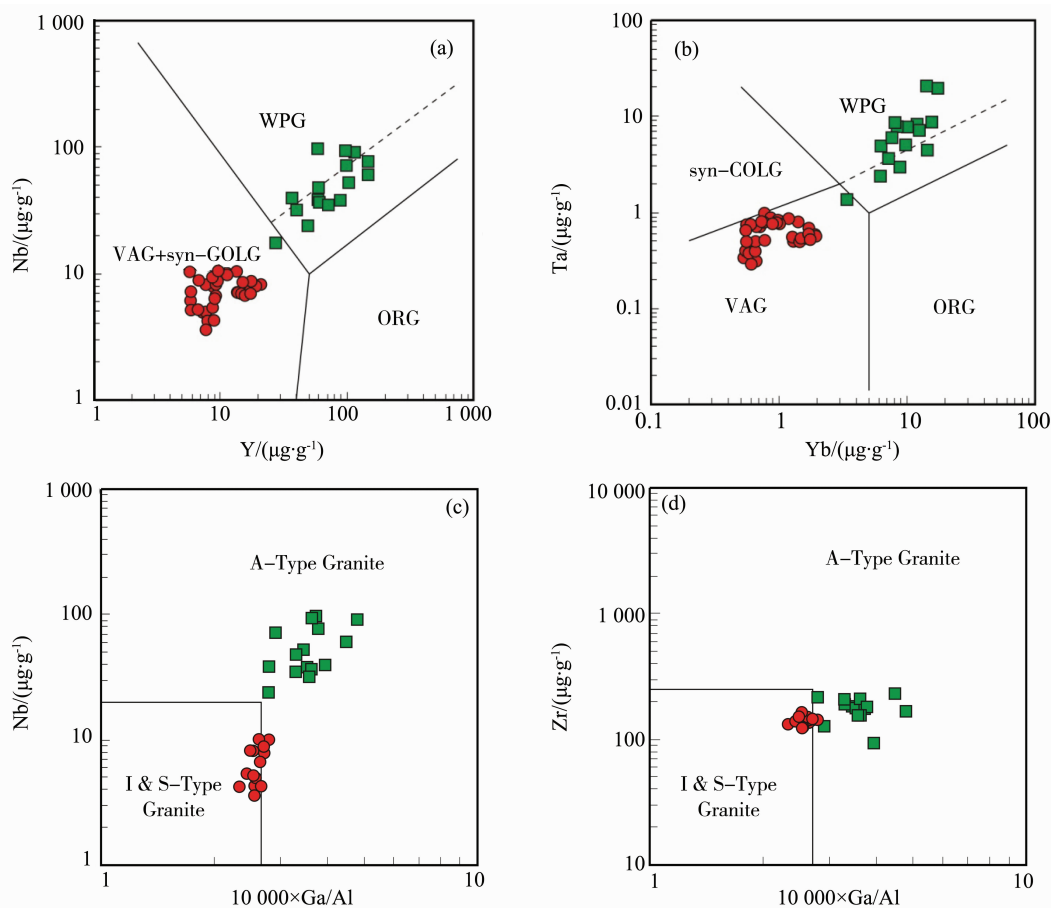 1 000
(a)
WPG
100
Nb/(μg·g⁻¹)
VAG+syn-GOLG
10
ORG
1
1
10
100
1 000
Y/(μg·g⁻¹)
100
(b)
WPG
10
syn-COLG
Ta/(μg·g⁻¹)
1
0.1
VAG
ORG
0.01
0.1
1
10
100
Yb/(μg·g⁻¹)
1 000
(c)
A-Type Granite
100
Nb/(μg·g⁻¹)
10
I & S-Type
Granite
1
1
10
10 000×Ga/Al
10 000
(d)
A-Type Granite
1 000
Zr/(μg·g⁻¹)
100
I & S-Type
Granite
10
1
10
10 000×Ga/Al